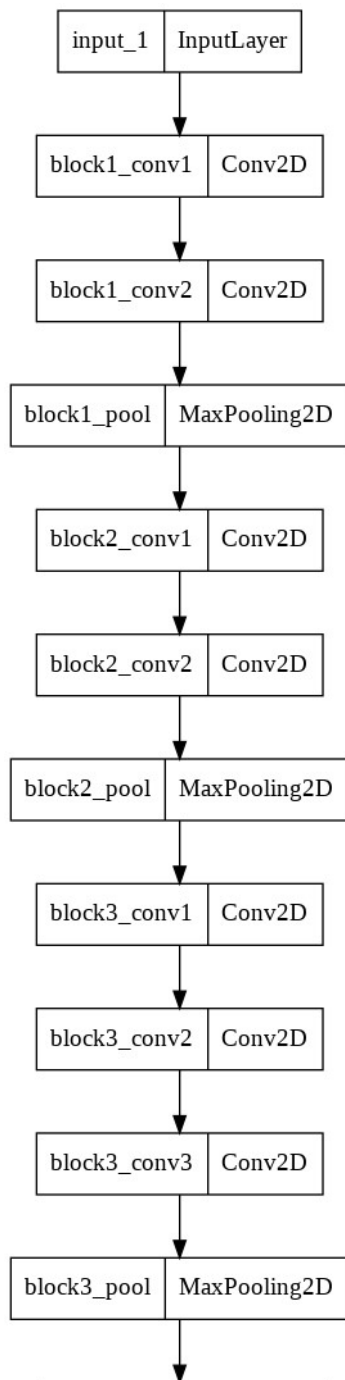 input_1 InputLayer
block1_conv1 Conv2D
block1_conv2 Conv2D
block1_pool MaxPooling2D
block2_conv1 Conv2D
block2_conv2 Conv2D
block2_pool MaxPooling2D
block3_conv1 Conv2D
block3_conv2 Conv2D
block3_conv3 Conv2D
block3_pool MaxPooling2D